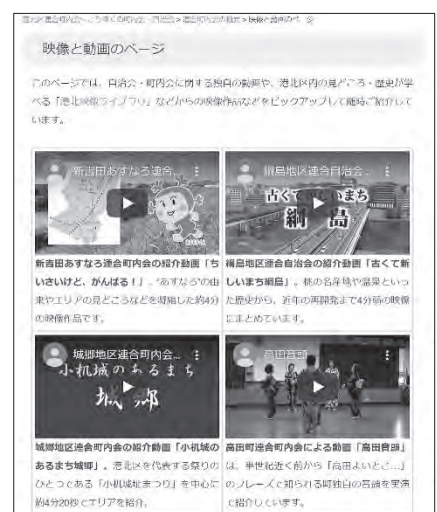 映像と動画のページ
このページでは、自治会・町内会に関する独自の動画や、港北区内の見どころ・歴史が学
べる「港北映像ライブラリ」などからの映像作品などをピックアップして随時ご紹介して
います。
新吉田あすなろ連合...
綱島地区連合自治会...
古くて新しいまち
綱島
新吉田あすなろ連合町内会の紹介動画「ち
いさいけど、がんばる！」。“あすなろ”の由
来やエリアの見どころなどを凝縮した約4分
の映像作品です。
綱島地区連合自治会の紹介動画「古くて新
しいまち綱島」。桃の名産地や温泉といっ
た歴史から、近年の再開発まで4分弱の映像
にまとめています。
城郷地区連合町内会...
小机城のあるまち
城郷
高田音頭
城郷地区連合町内会の紹介動画「小机城の
あるまち城郷」。港北区を代表する祭りの
ひとつである「小机城址まつり」を中心に
約4分20秒でエリアを紹介。
高田町連合町内会による動画「高田音頭」
は、半世紀近く前から「高田よいとこ…」
のフレーズで知られる町独自の音頭を実演
で紹介しています。